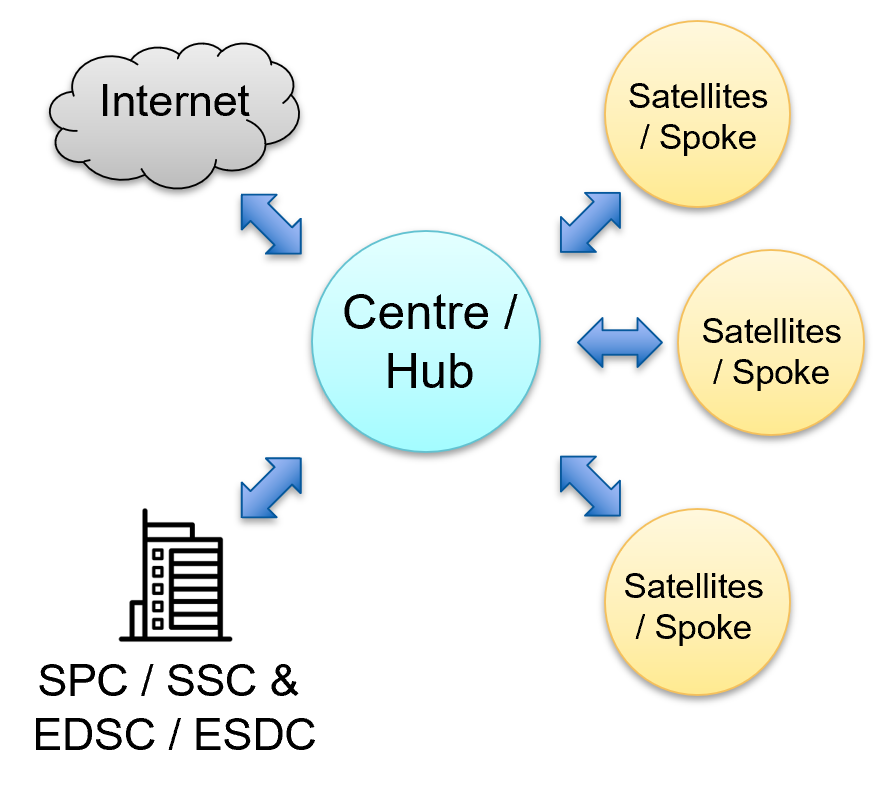 Internet
Satellites
/ Spoke
Centre /
Hub
Satellites
/ Spoke
Satellites
/ Spoke
SPC / SSC &
EDSC / ESDC